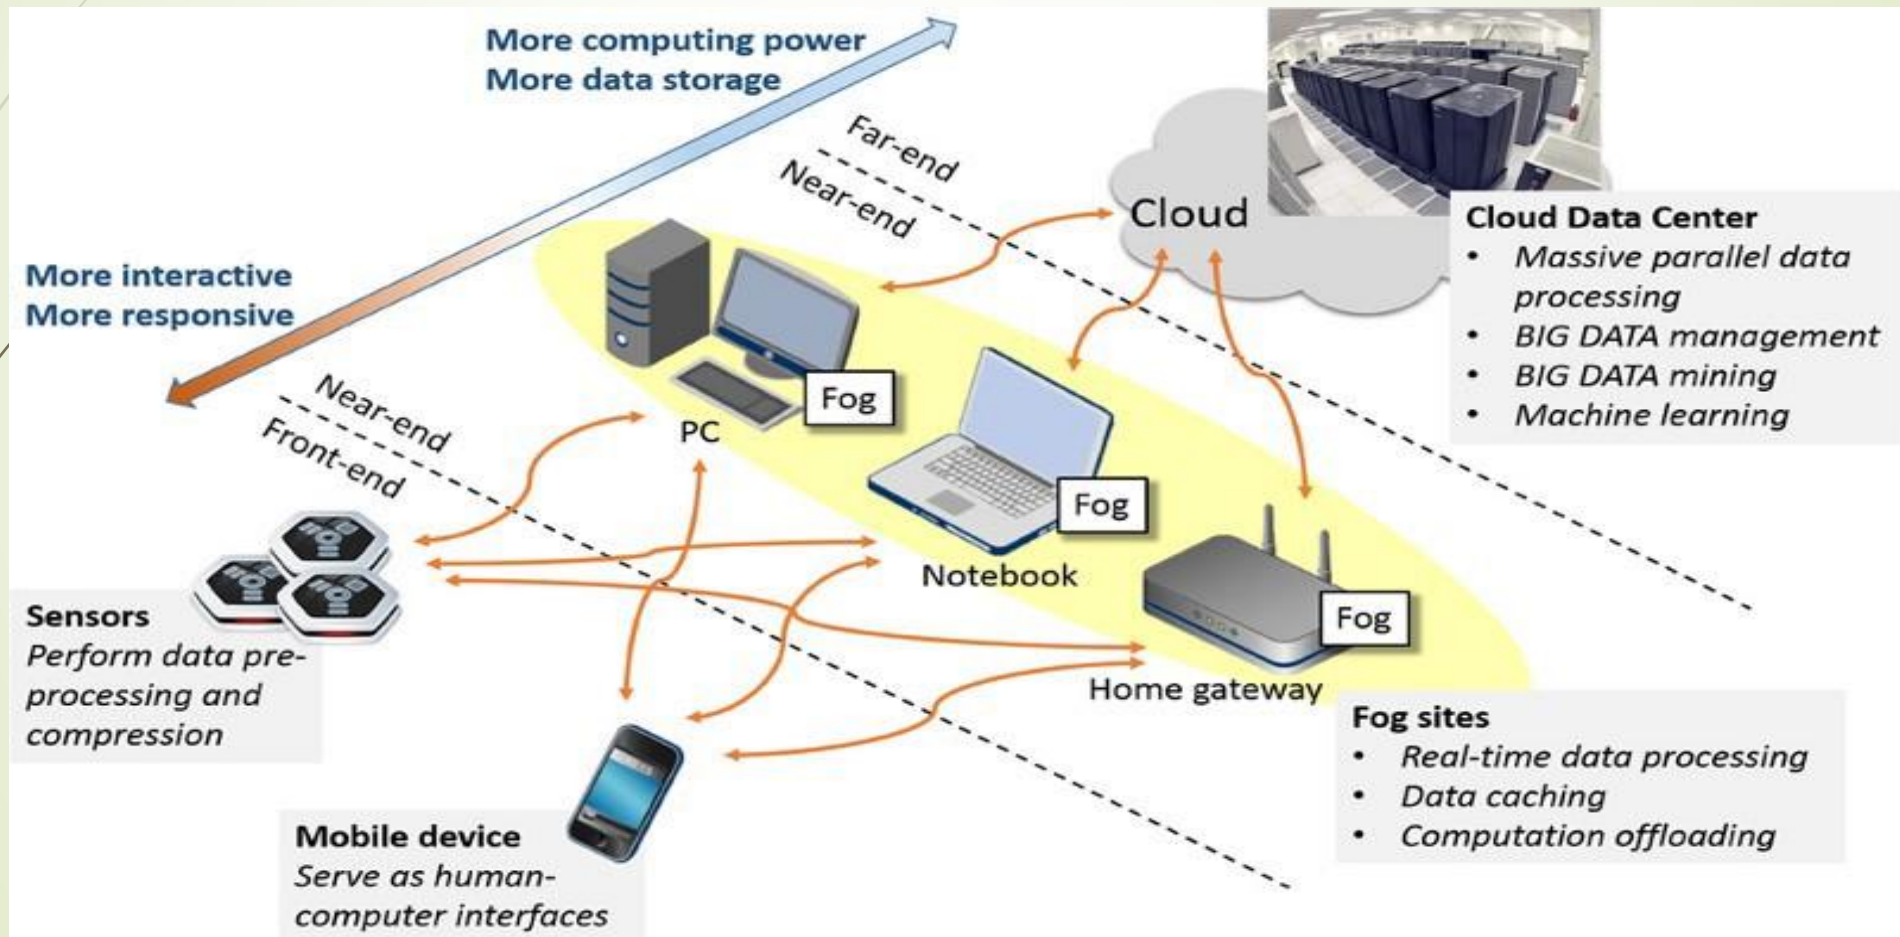 More computing power
More data storage
Far-end
Near-end
Cloud
Cloud Data Center
• Massive parallel data
processing
• BIG DATA management
• BIG DATA mining
• Machine learning
More interactive
More responsive
Near-end
Front-end
Fog
PC
Fog
Notebook
Fog
Home gateway
Sensors
Perform data pre-
processing and
compression
Fog sites
• Real-time data processing
• Data caching
• Computation offloading
Mobile device
Serve as human-
computer interfaces